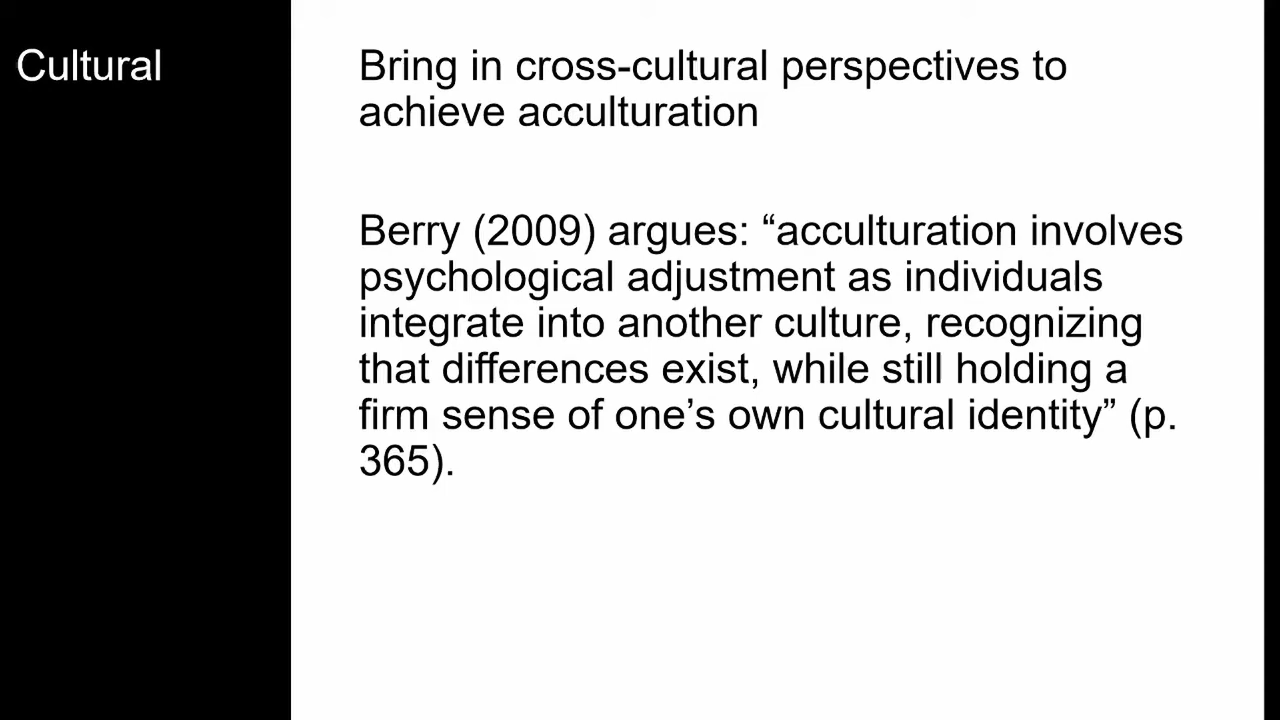 Cultural
Bring in cross-cultural perspectives to
achieve acculturation
Berry (2009) argues: “acculturation involves
psychological adjustment as individuals
integrate into another culture, recognizing
that differences exist, while still holding a
firm sense of one’s own cultural identity” (p.
365).